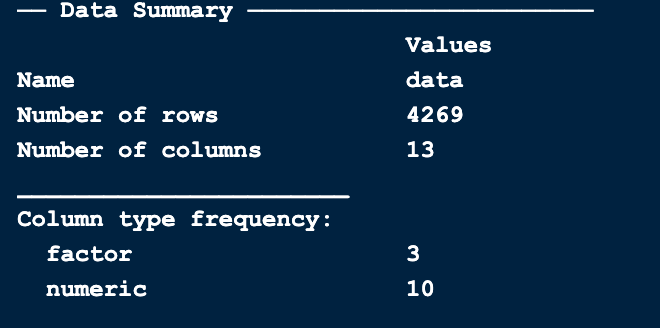 ── Data Summary ────────────────────────
Values
Name data
Number of rows 4269
Number of columns 13
_______________________
Column type frequency:
factor 3
numeric 10